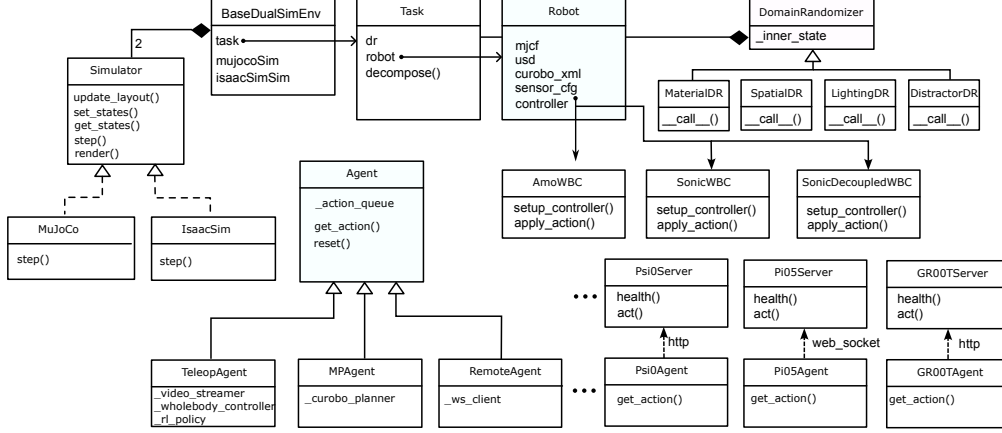 BaseDualSimEnv
task
mujocoSim
isaacSimSim
2
Task
dr
robot
decompose()
Robot
mjcf
usd
curobo_xml
sensor_cfg
controller
DomainRandomizer
_inner_state
Simulator
update_layout()
set_states()
get_states()
step()
render()
MaterialDR
__call__()
SpatialDR
__call__()
LightingDR
__call__()
DistractorDR
__call__()
MuJoCo
step()
IsaacSim
step()
Agent
_action_queue
get_action()
reset()
AmoWBC
setup_controller()
apply_action()
SonicWBC
setup_controller()
apply_action()
SonicDecoupledWBC
setup_controller()
apply_action()
Psi0Server
health()
act()
Pi05Server
health()
act()
GR00TServer
health()
act()
http
web_socket
http
TeleopAgent
_video_streamer
_wholebody_controller
_rl_policy
MPAgent
_curobo_planner
RemoteAgent
_ws_client
Psi0Agent
get_action()
Pi05Agent
get_action()
GR00TAgent
get_action()